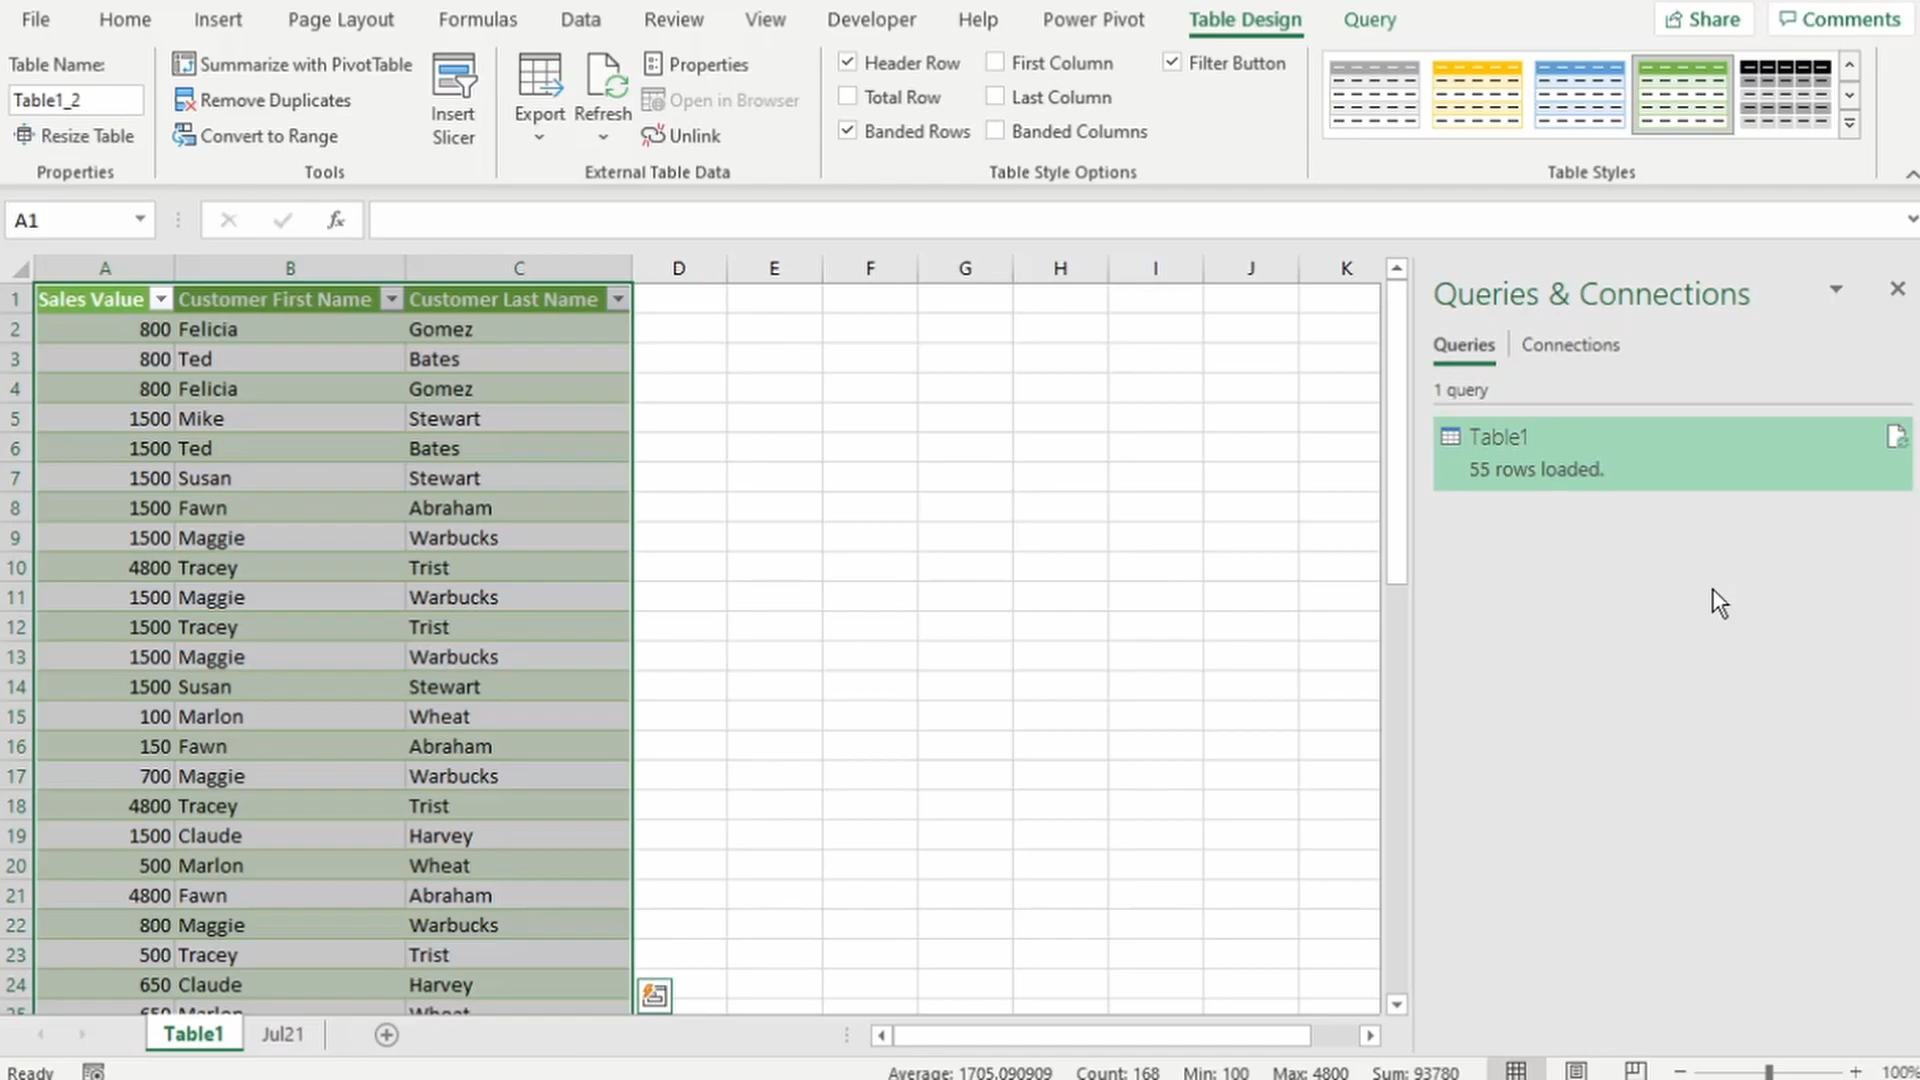 File Home Insert Page Layout Formulas Data Review View Developer Help Power Pivot Table Design Query Share Comments
Table Name:
Table1_2
Resize Table
Properties
Summarize with PivotTable
Remove Duplicates
Convert to Range
Tools
Insert
Slicer
Export
Refresh
Properties
Open in Browser
Unlink
External Table Data
Header Row First Column Filter Button
Total Row Last Column
Banded Rows Banded Columns
Table Style Options
Table Styles
A1 fx
A B C D E F G H I J K
1 Sales Value Customer First Name Customer Last Name
2 800 Felicia Gomez
3 800 Ted Bates
4 800 Felicia Gomez
5 1500 Mike Stewart
6 1500 Ted Bates
7 1500 Susan Stewart
8 1500 Fawn Abraham
9 1500 Maggie Warbucks
10 4800 Tracey Trist
11 1500 Maggie Warbucks
12 1500 Tracey Trist
13 1500 Maggie Warbucks
14 1500 Susan Stewart
15 100 Marlon Wheat
16 150 Fawn Abraham
17 700 Maggie Warbucks
18 4800 Tracey Trist
19 1500 Claude Harvey
20 500 Marlon Wheat
21 4800 Fawn Abraham
22 800 Maggie Warbucks
23 500 Tracey Trist
24 650 Claude Harvey
25 650 Marlon Wheat
Queries & Connections
Queries Connections
1 query
Table1
55 rows loaded.
Table1 Jul21
Ready Average: 1705.090909 Count: 168 Min: 100 Max: 4800 Sum: 93780 100%